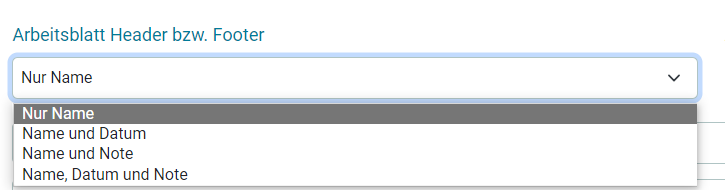 Arbeitsblatt Header bzw. Footer
Nur Name
Nur Name
Name und Datum
Name und Note
Name, Datum und Note